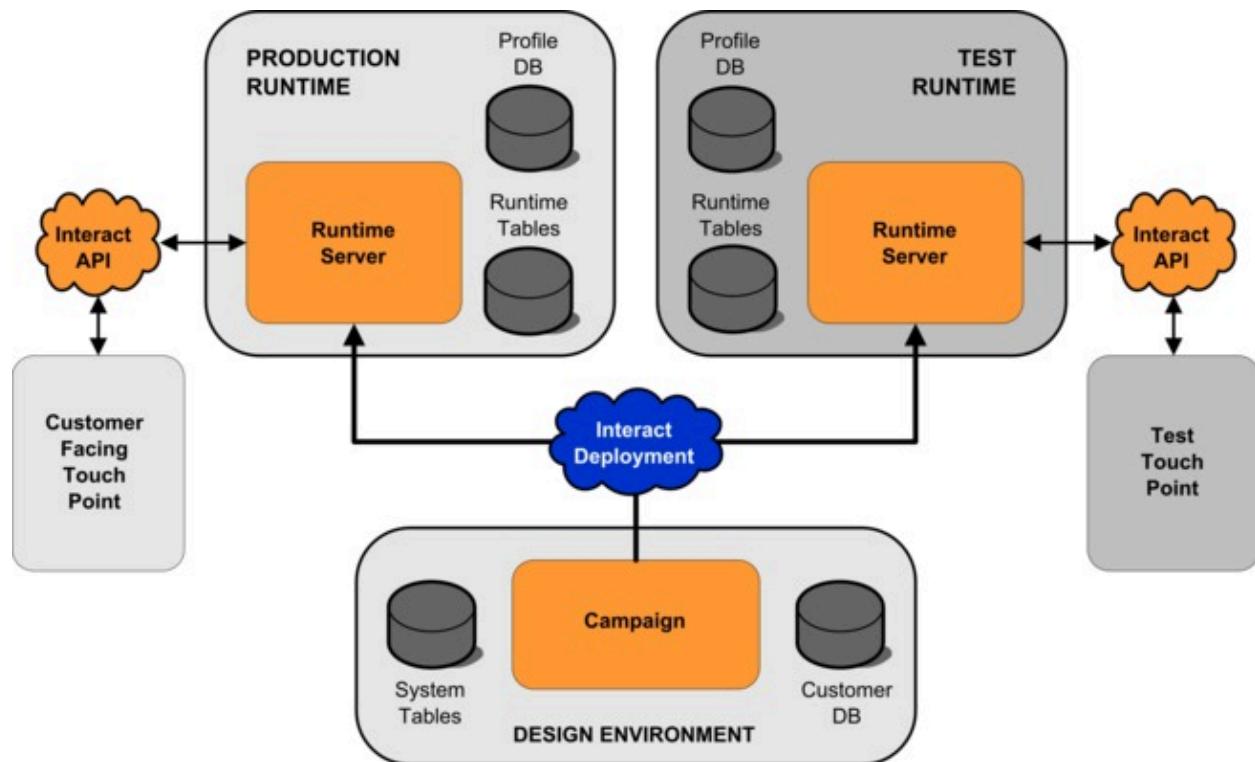 PRODUCTION
RUNTIME
Profile
DB
Runtime
Server
Runtime
Tables
Profile
DB
TEST
RUNTIME
Runtime
Tables
Runtime
Server
Interact
API
Interact
API
Customer
Facing
Touch
Point
Interact
Deployment
Test
Touch
Point
Campaign
System
Tables
Customer
DB
DESIGN ENVIRONMENT